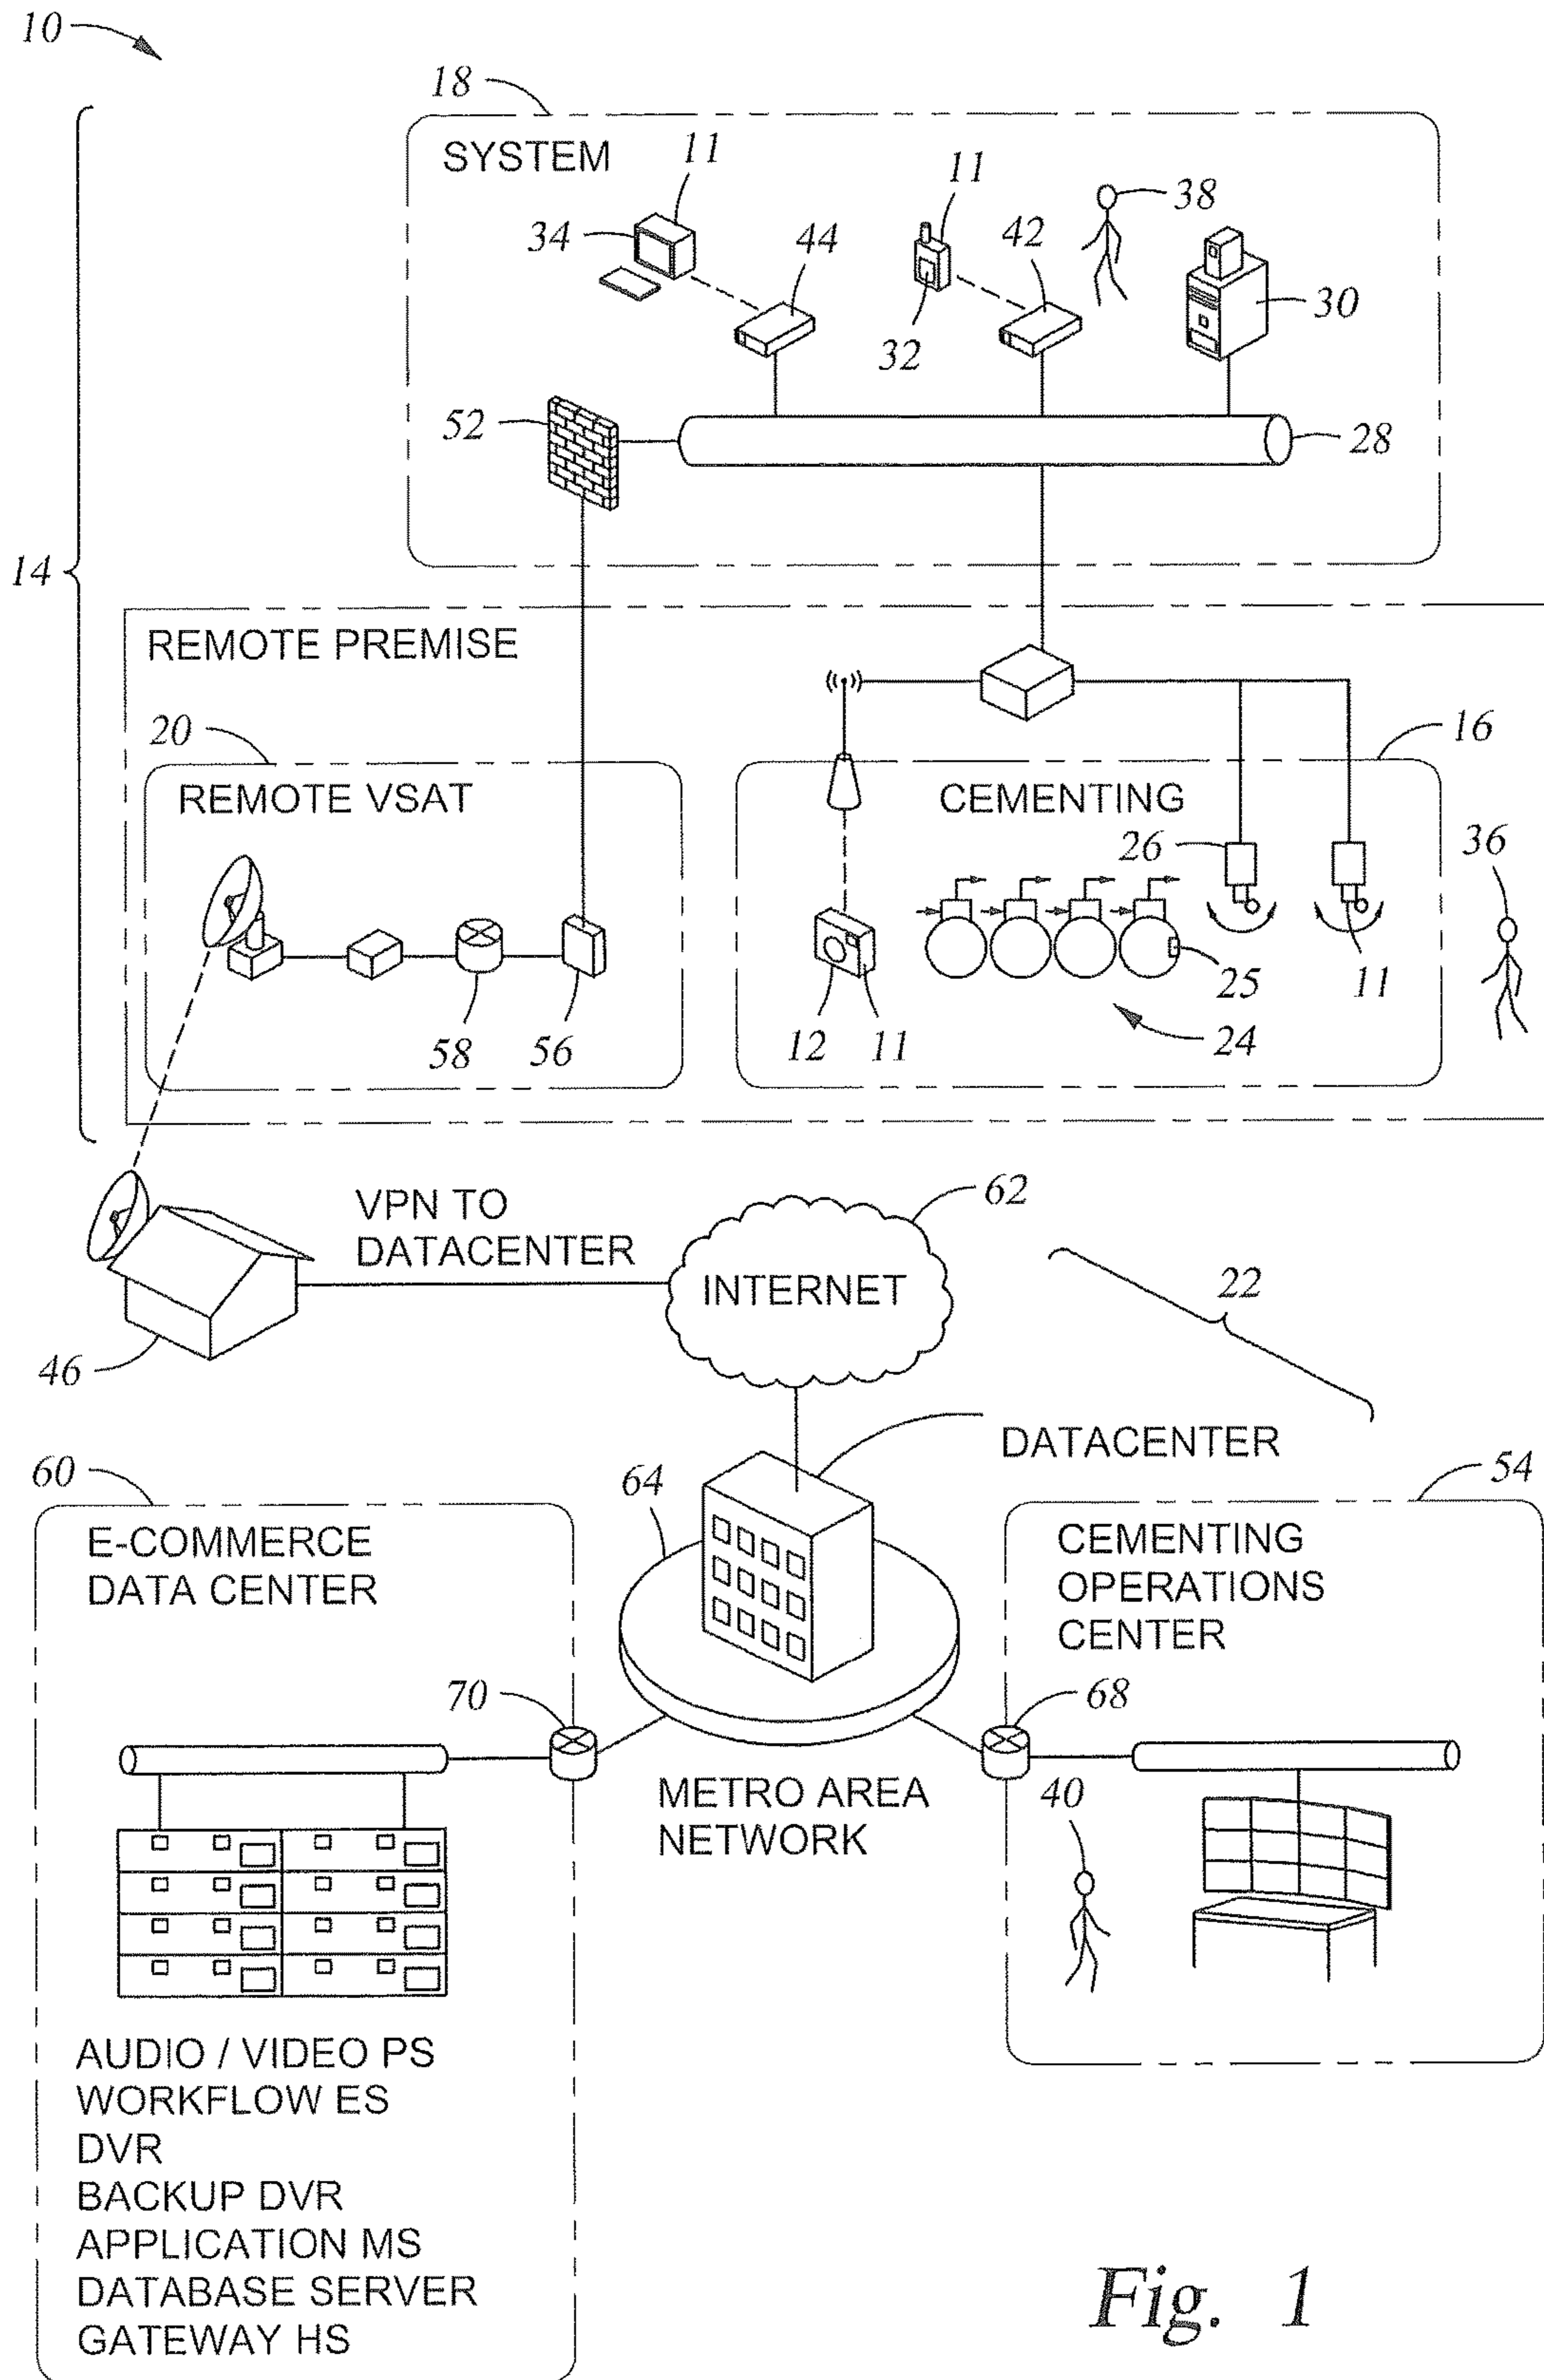 10
18
SYSTEM
11
11
38
34
44
42
32
30
52
28
14
REMOTE PREMISE
20
16
REMOTE VSAT
CEMENTING
26
36
58
56
12
11
25
24
11
VPN TO
DATACENTER
62
INTERNET
22
46
DATACENTER
60
64
54
E-COMMERCE
DATA CENTER
CEMENTING
OPERATIONS
CENTER
70
68
METRO AREA
NETWORK
40
AUDIO / VIDEO PS
WORKFLOW ES
DVR
BACKUP DVR
APPLICATION MS
DATABASE SERVER
GATEWAY HS
Fig. 1